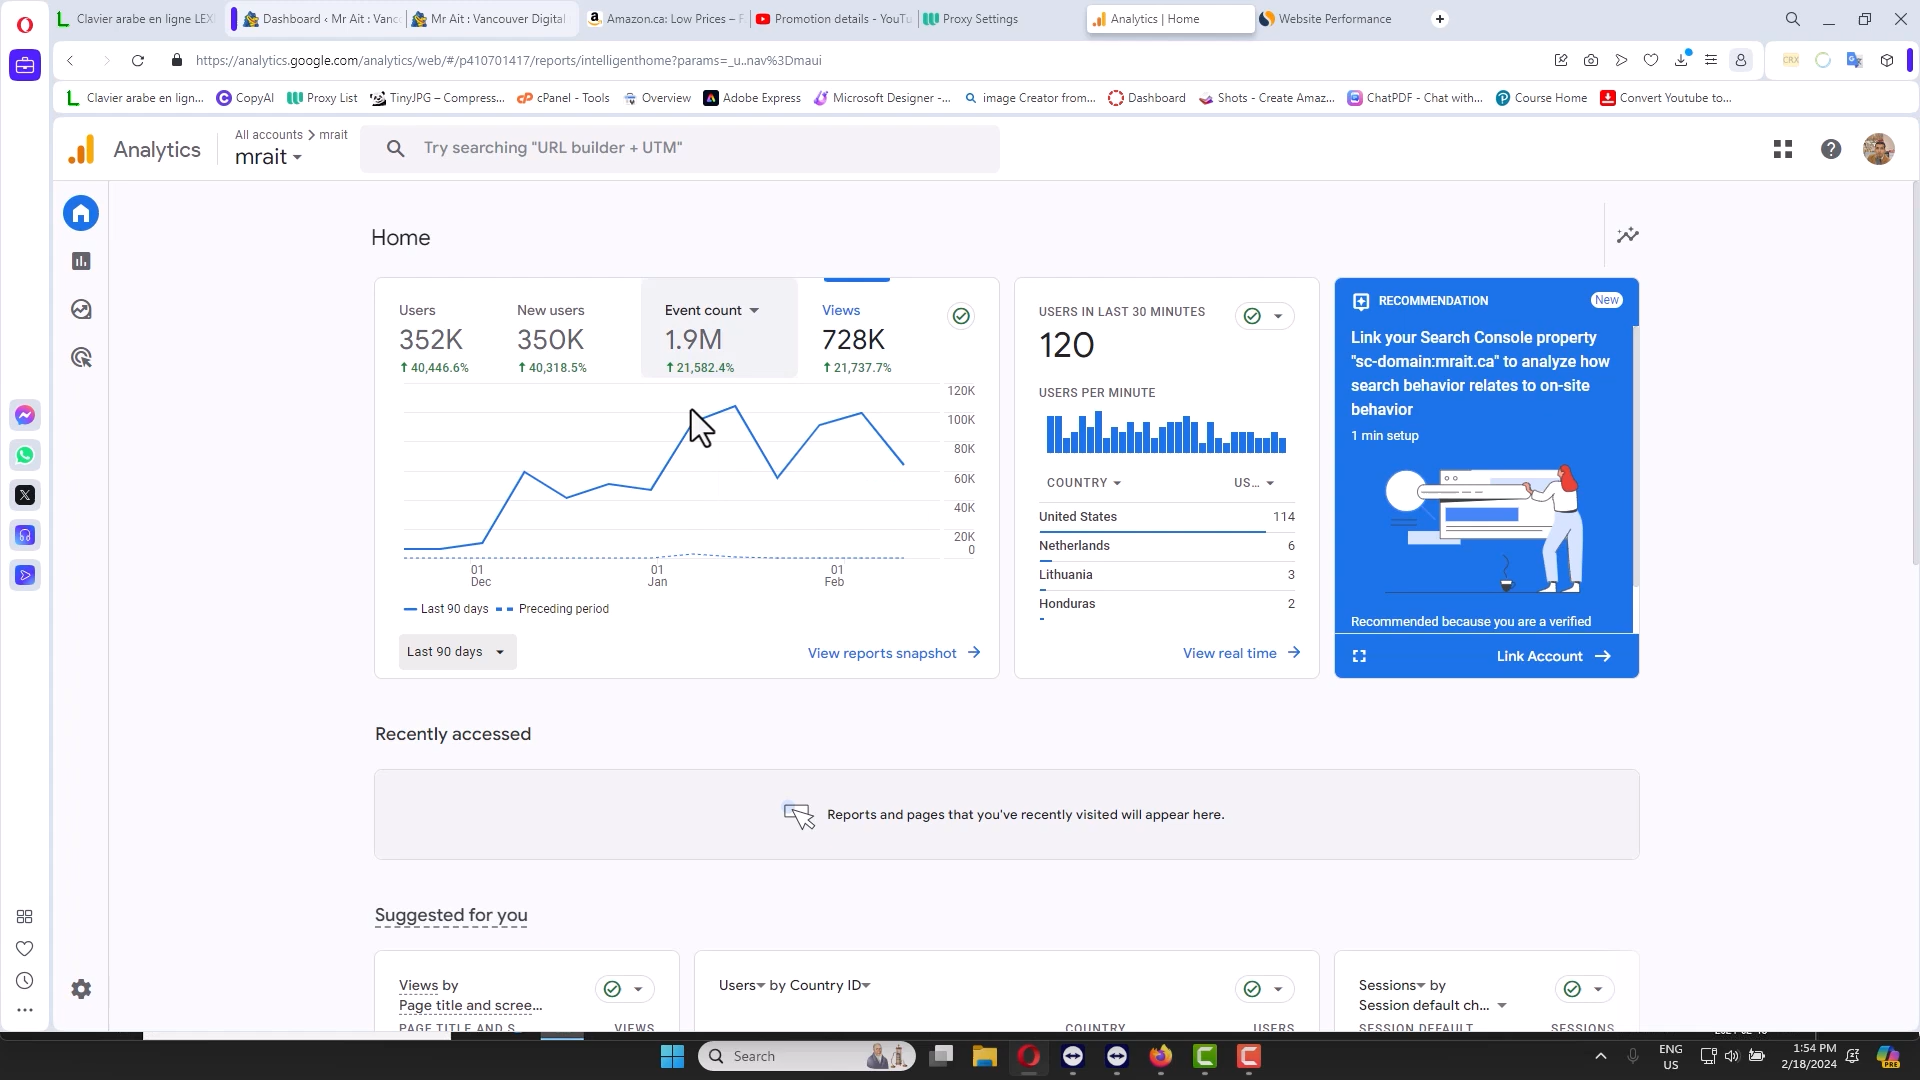 Clavier arabe en ligne LEX
Dashboard ‹ Mr Ait : Vanc
Mr Ait : Vancouver Digital
Amazon.ca: Low Prices – F
Promotion details - YouTu
Proxy Settings
Analytics | Home
Website Performance
https://analytics.google.com/analytics/web/#/p410701417/reports/intelligenthome?params=_u..nav%3Dmaui
Clavier arabe en lign...
CopyAI
Proxy List
TinyJPG – Compress...
cPanel - Tools
Overview
Adobe Express
Microsoft Designer -...
image Creator from...
Dashboard
Shots - Create Amaz...
ChatPDF - Chat with...
Course Home
Convert Youtube to...
Analytics
All accounts > mrait
mrait
Try searching "URL builder + UTM"
Home
Users
352K
40,446.6%
New users
350K
40,318.5%
Event count
1.9M
21,582.4%
Views
728K
21,737.7%
120K
100K
80K
60K
40K
20K
0
01
Dec
01
Jan
01
Feb
Last 90 days
Preceding period
Last 90 days
View reports snapshot
USERS IN LAST 30 MINUTES
120
USERS PER MINUTE
COUNTRY
US...
United States 114
Netherlands 6
Lithuania 3
Honduras 2
View real time
RECOMMENDATION
New
Link your Search Console property
"sc-domain:mrait.ca" to analyze how
search behavior relates to on-site
behavior
1 min setup
Recommended because you are a verified
Link Account
Recently accessed
Reports and pages that you've recently visited will appear here.
Suggested for you
Views by
Page title and scree...
PAGE TITLE AND S...
VIEWS
Users by Country ID
COUNTRY
USERS
Sessions by
Session default ch...
SESSION DEFAULT
SESSIONS
Search
ENG
US
1:54 PM
2/18/2024